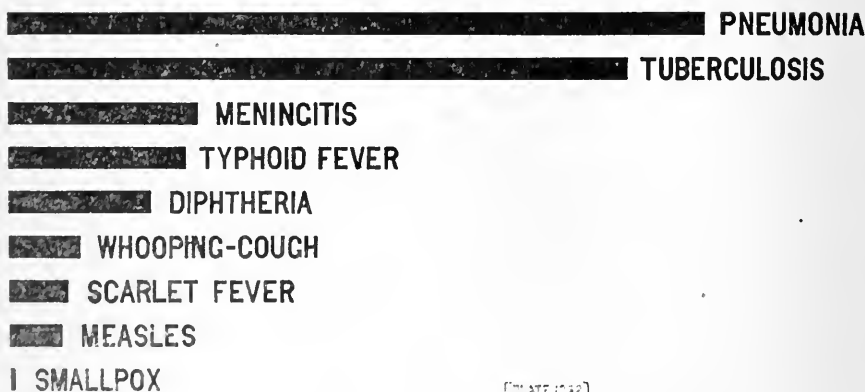 PNEUMONIA
TUBERCULOSIS
MENINCITIS
TYPHOID FEVER
DIPHTHERIA
WHOOPING-COUGH
SCARLET FEVER
MEASLES
SMALLPOX